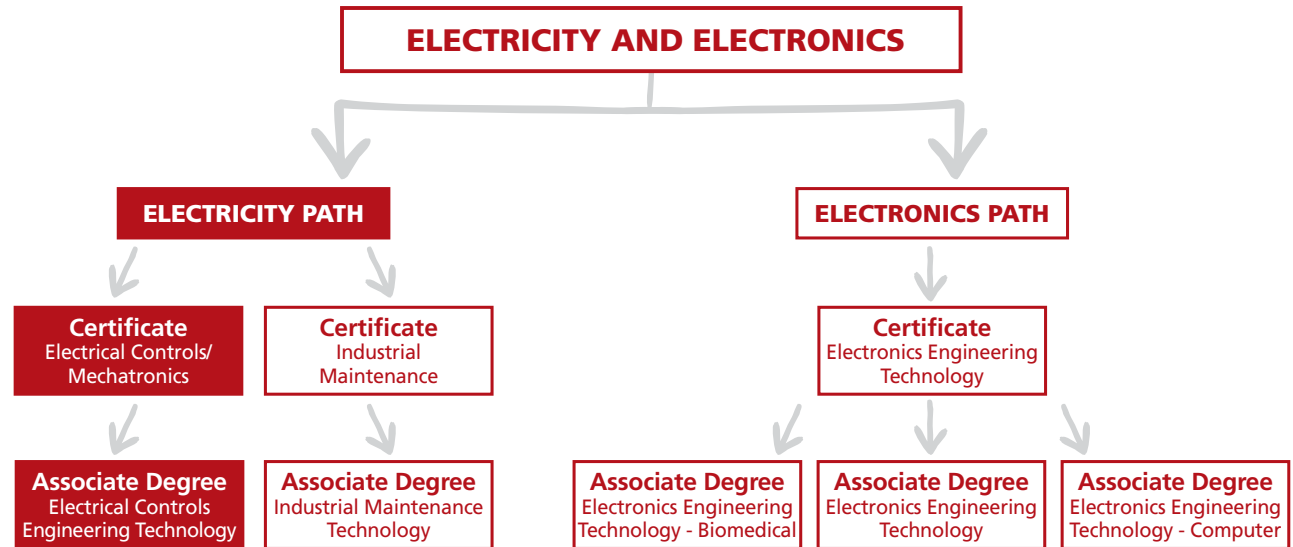 ELECTRICITY AND ELECTRONICS
ELECTRICITY PATH
ELECTRONICS PATH
Certificate
Electrical Controls/
Mechatronics
Certificate
Industrial
Maintenance
Certificate
Electronics Engineering
Technology
Associate Degree
Electrical Controls
Engineering Technology
Associate Degree
Industrial Maintenance
Technology
Associate Degree
Electronics Engineering
Technology - Biomedical
Associate Degree
Electronics Engineering
Technology
Associate Degree
Electronics Engineering
Technology - Computer